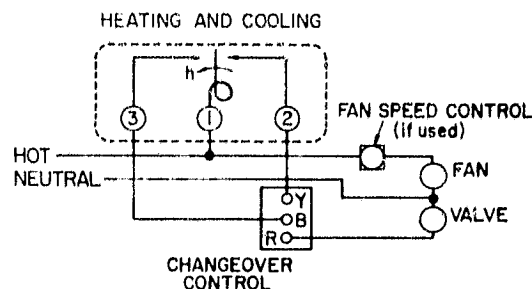 HEATING AND COOLING
h
3 1 2
FAN SPEED CONTROL
(if used)
HOT
NEUTRAL
FAN
VALVE
Y
B
R
CHANGEOVER
CONTROL